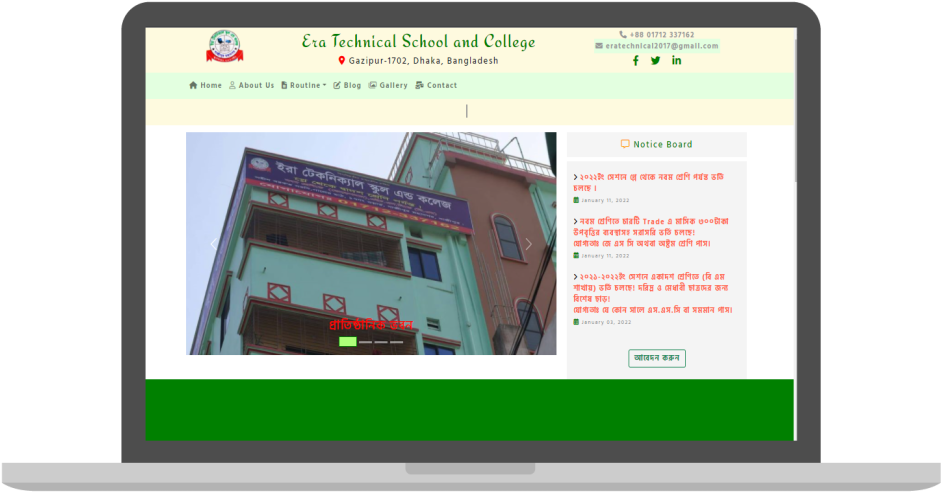 Era Technical School and College
Gazipur-1702, Dhaka, Bangladesh
+88 01712 337162
eratechnical2017@gmail.com
Home About Us Routine Blog Gallery Contact
ইরা টেকনিক্যাল স্কুল এন্ড কলেজ
প্রাতিষ্ঠানিক ভবন
Notice Board
২০২২ইং সেশনে প্লে থেকে নবম শ্রেণি পর্যন্ত ভর্তি
চলছে ।
January 11, 2022
নবম শ্রেণিতে চারটি Trade এ মাসিক ৩০০টাকা
উপবৃত্তির ব্যবস্থাসহ সরাসরি ভর্তি চলছে!
যোগ্যতাঃ জে এস সি অথবা অষ্টম শ্রেণি পাস।
January 11, 2022
২০২১-২০২২ইং সেশনে একাদশ শ্রেণিতে (বি এম
শাখায়) ভর্তি চলছে! দরিদ্র ও মেধাবী ছাত্রদের জন্য
বিশেষ ছাড়!
যোগ্যতাঃ যে কোন সালে এস.এস.সি বা সমমান পাস।
January 03, 2022
আবেদন করুন